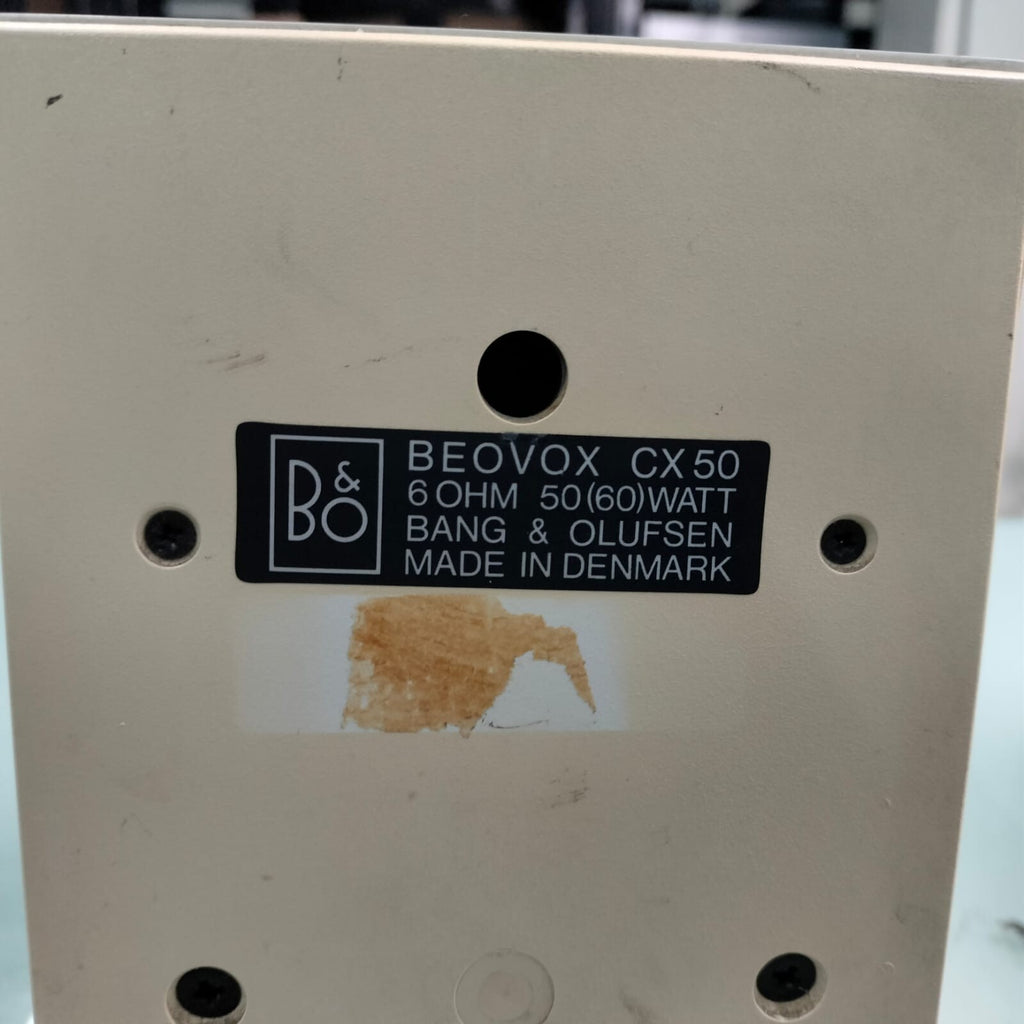 B&O
BEOVOX CX50
6 OHM 50(60)WATT
BANG & OLUFSEN
MADE IN DENMARK